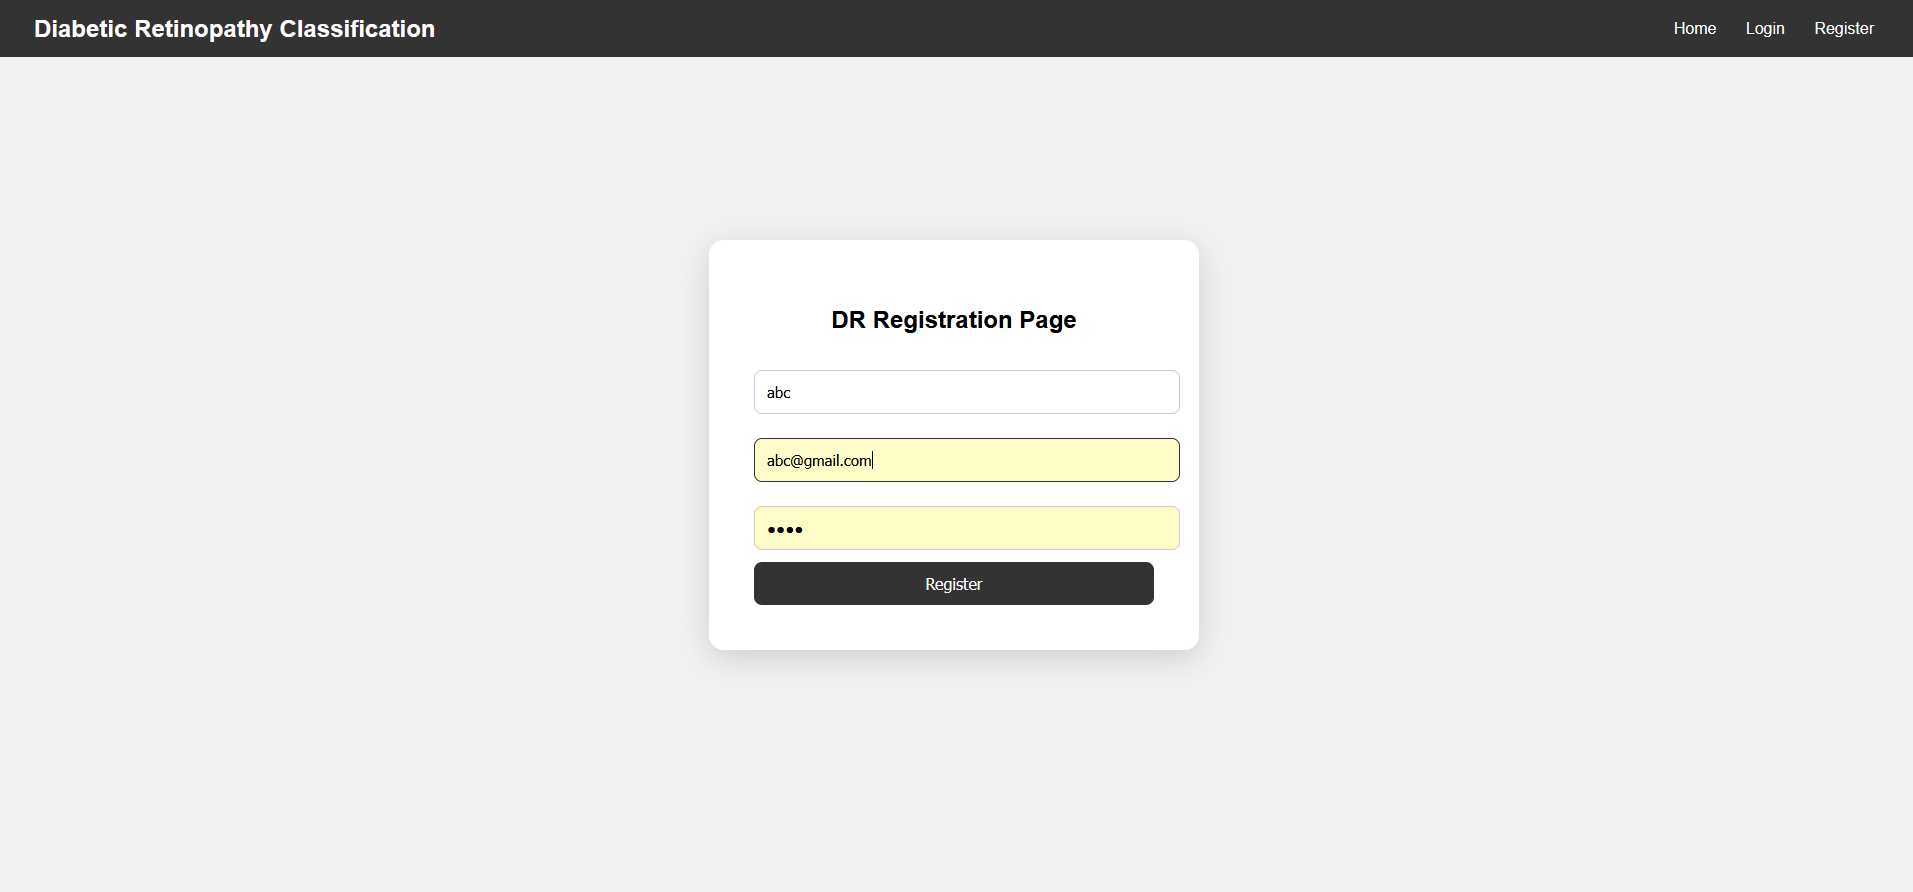 Diabetic Retinopathy Classification
Home Login Register
DR Registration Page
abc
abc@gmail.com
••••
Register